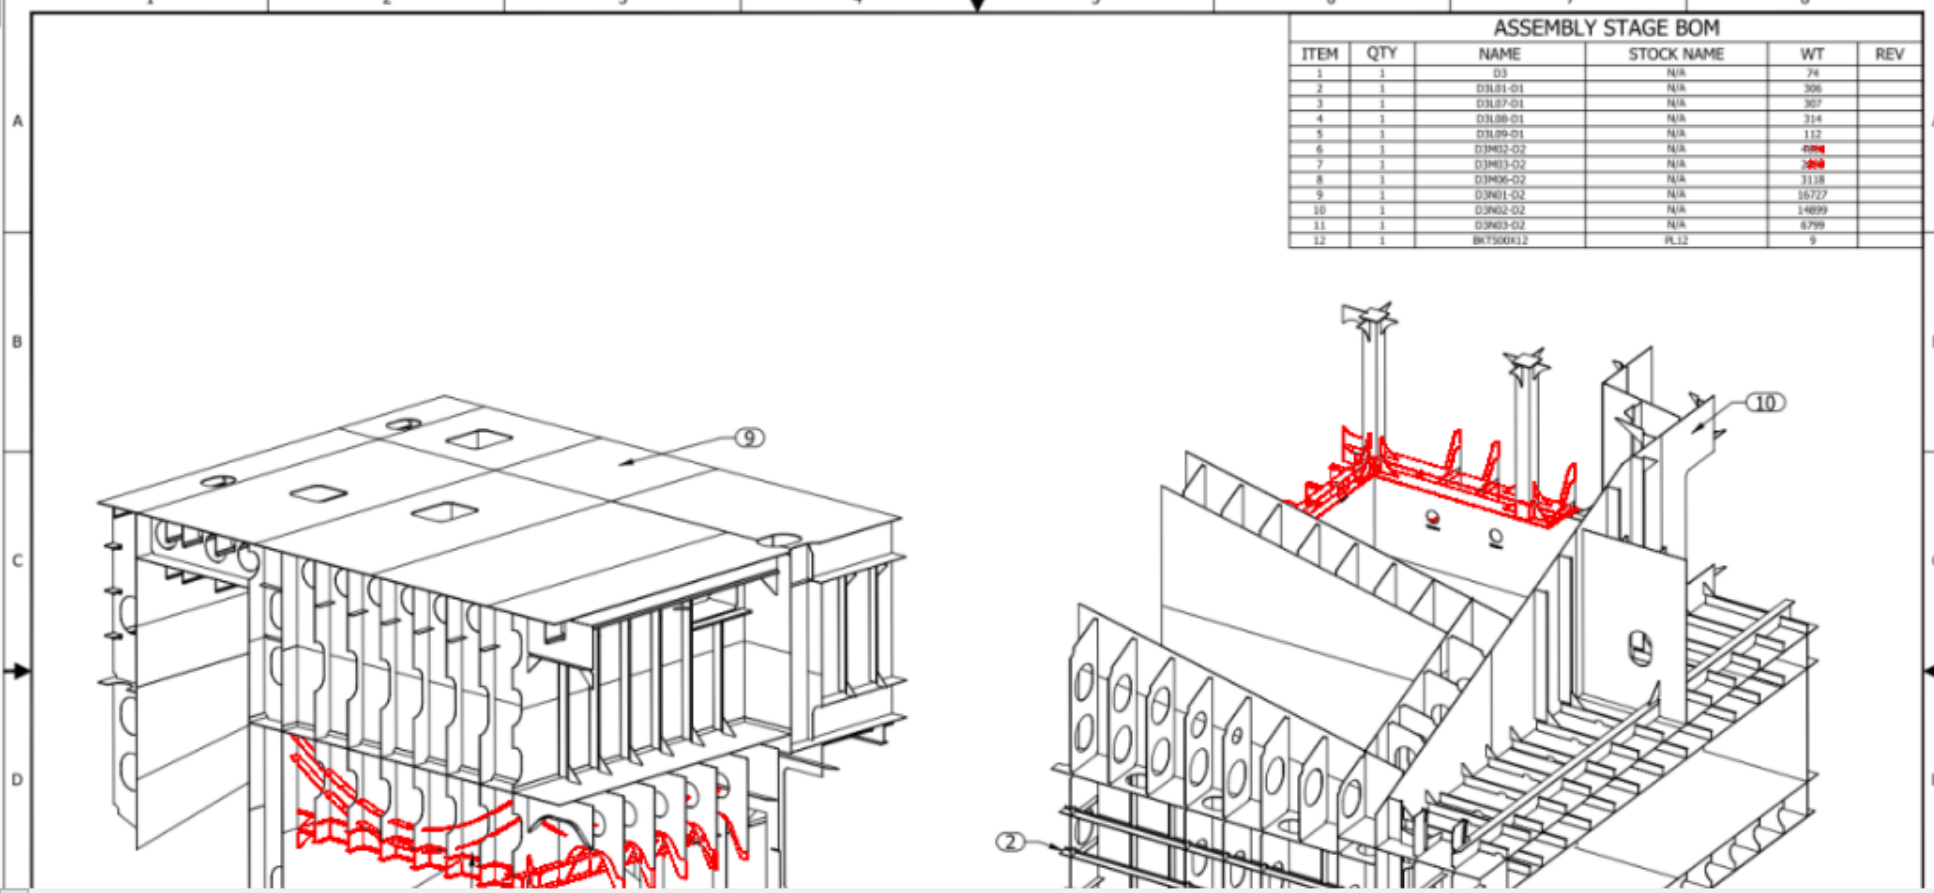 ASSEMBLY STAGE BOM
ITEM QTY NAME STOCK NAME WT REV
1 1 D3 N/A 74
2 1 D3L01-D1 N/A 306
3 1 D3L07-D1 N/A 307
4 1 D3L08-D1 N/A 314
5 1 D3L09-D1 N/A 112
6 1 D3M02-D2 N/A
7 1 D3M03-D2 N/A
8 1 D3M06-D2 N/A 3118
9 1 D3N01-D2 N/A 16727
10 1 D3N02-D2 N/A 14899
11 1 D3N03-D2 N/A 6799
12 1 BKT500X12 PL12 9
A
B
10
9
C
D
2